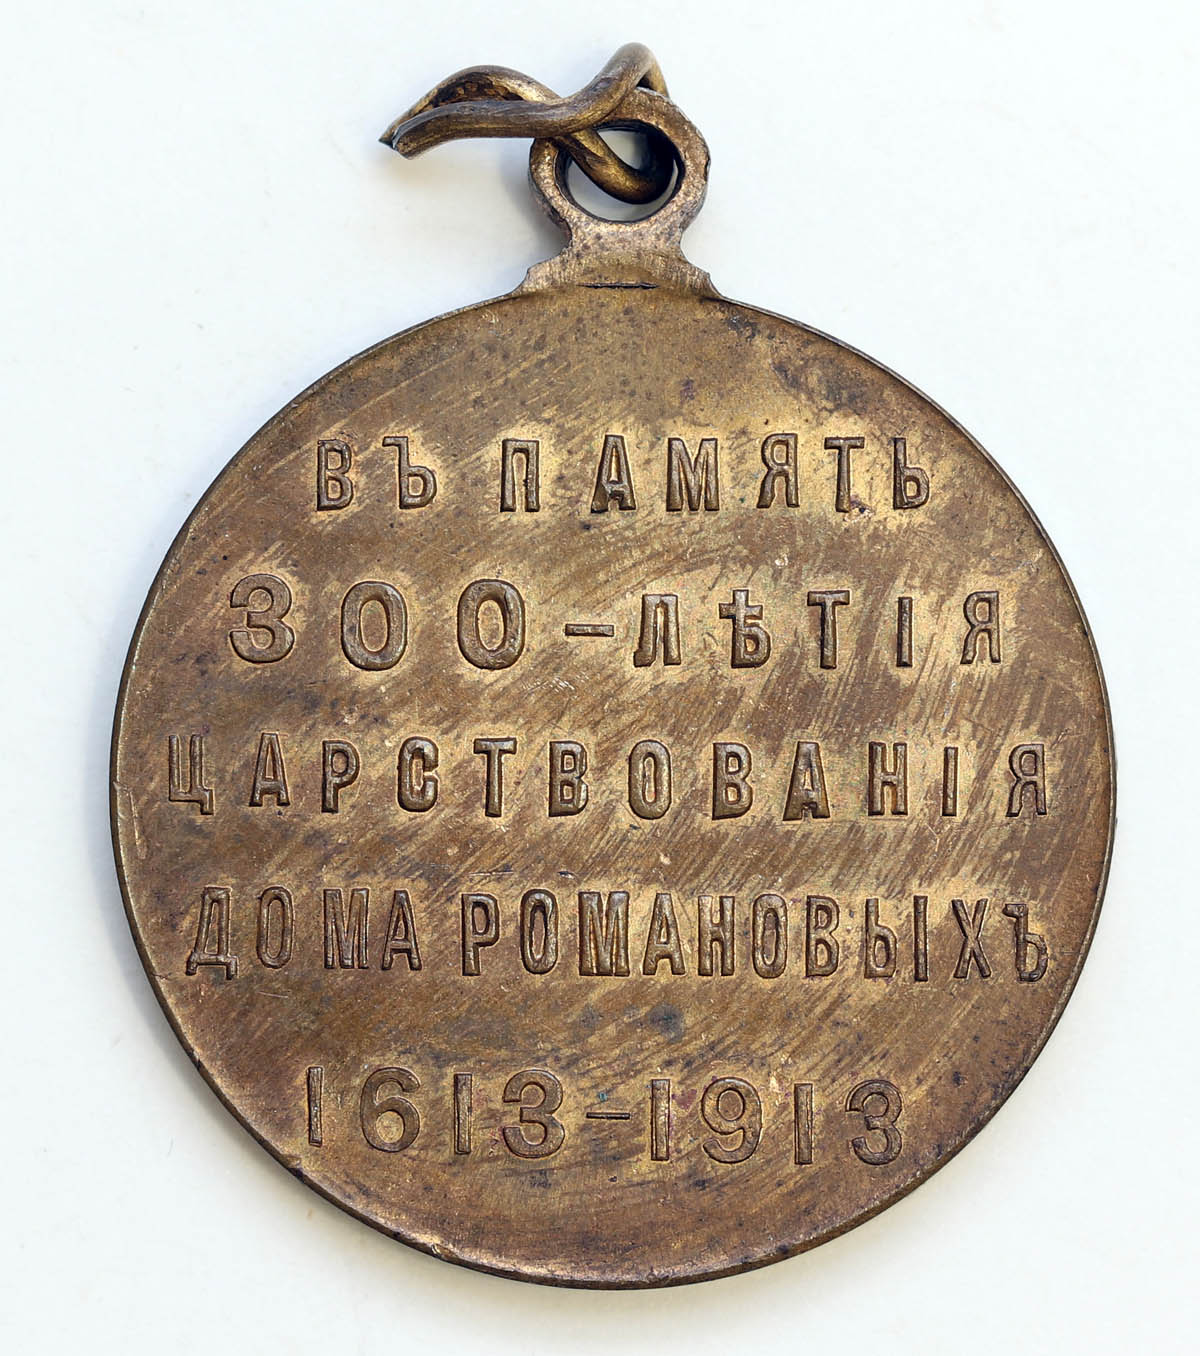 ВЪ ПАМЯТЬ
300-ЛѢТІЯ
ЦАРСТВОВАНІЯ
ДОМА РОМАНОВЫХЪ
1613-1913